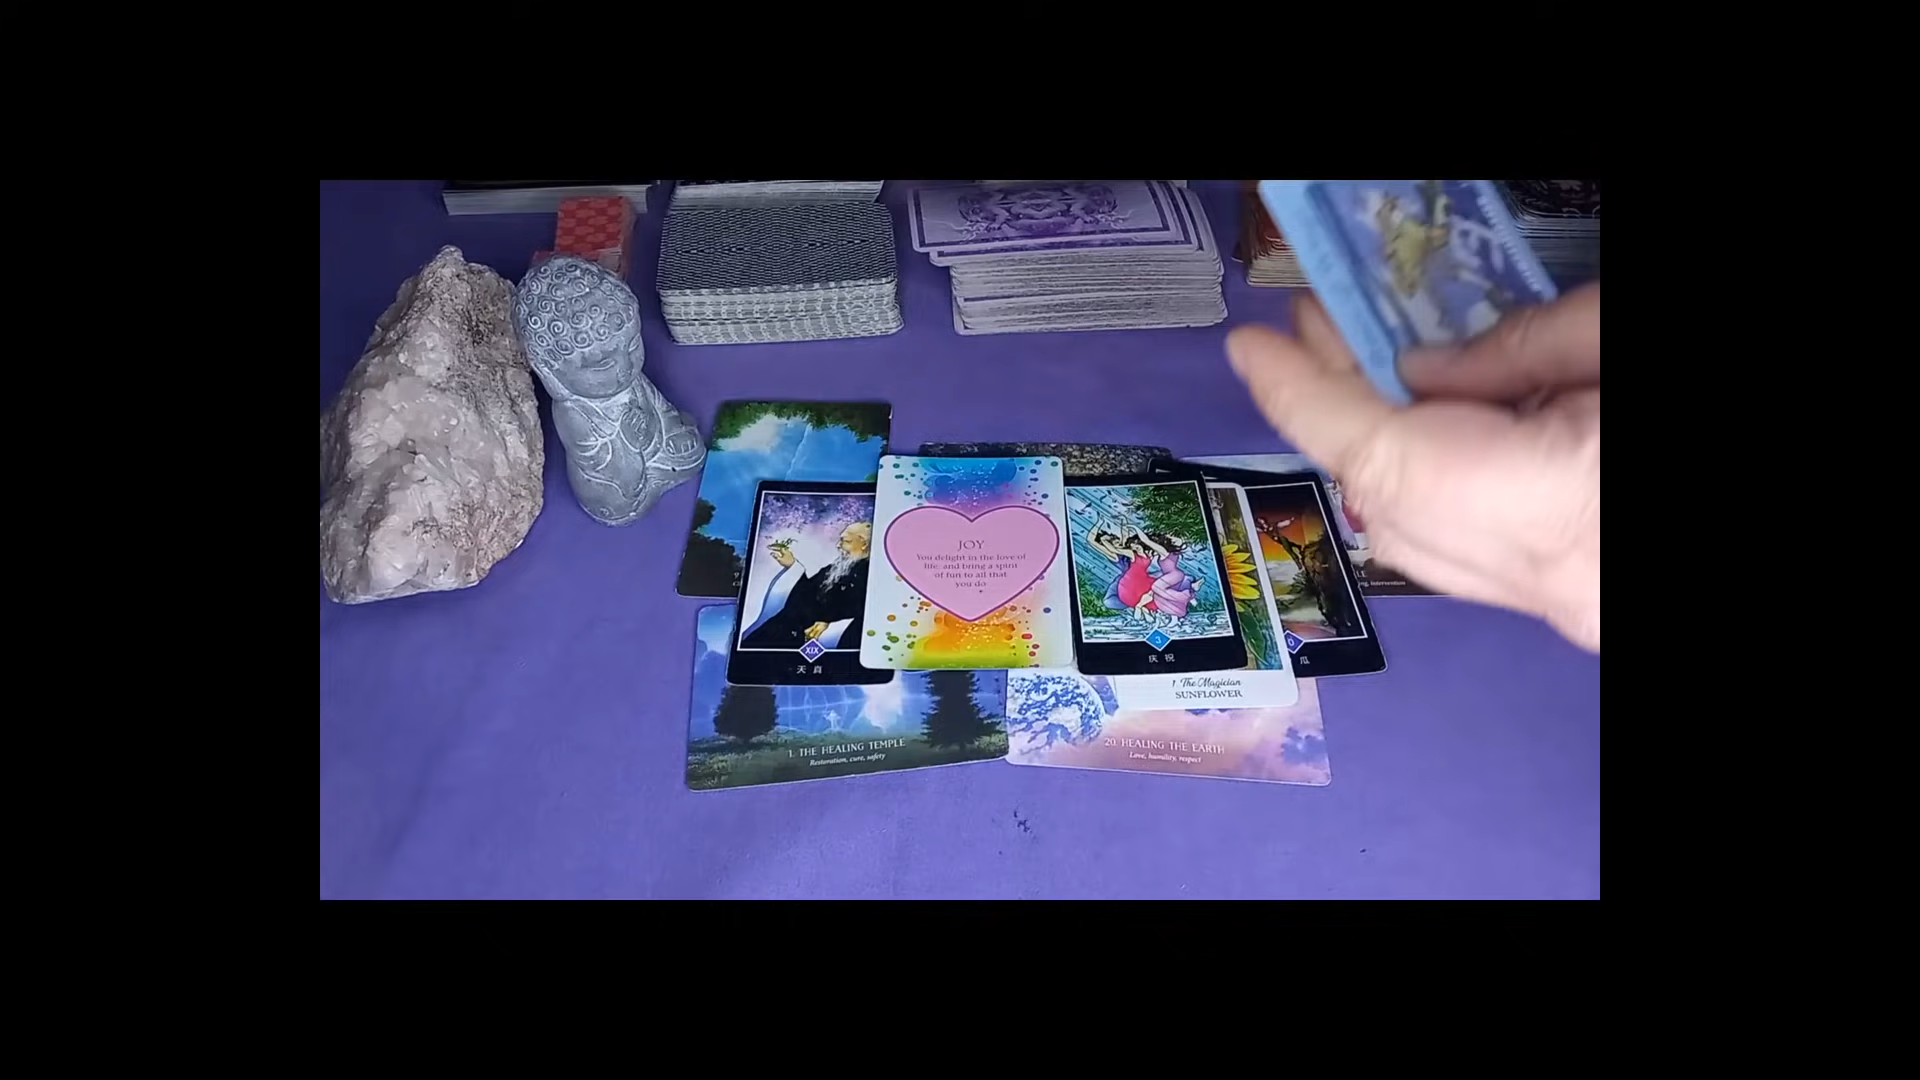 JOY
You delight in the love of
life, and bring a spirit
of fun to all that
you do
XIX
天真
3
庆祝
1. The Magician
SUNFLOWER
1. THE HEALING TEMPLE
Restoration, cure, safety
20. HEALING THE EARTH
Love, humility, respect